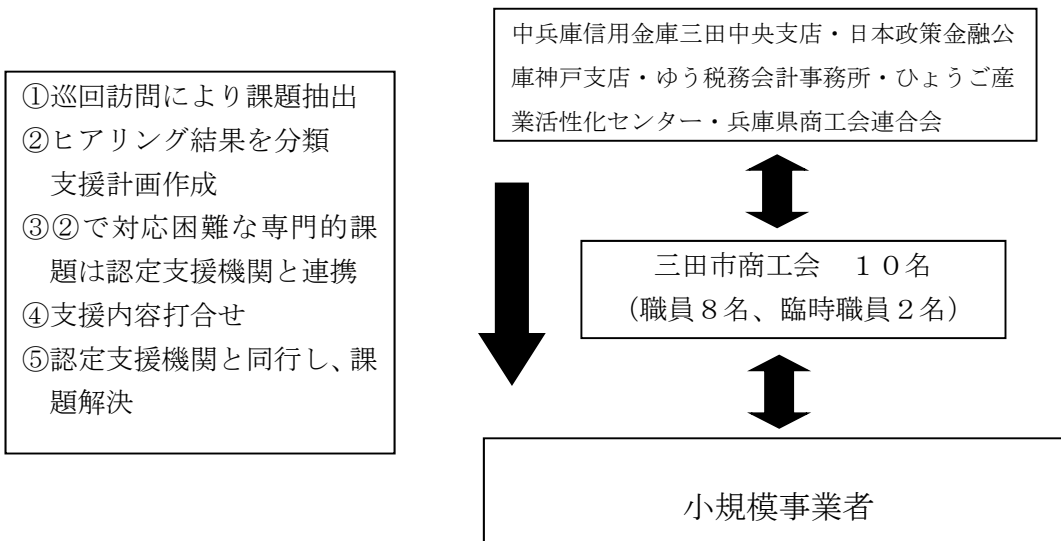 ①巡回訪問により課題抽出
②ヒアリング結果を分類
支援計画作成
③②で対応困難な専門的課
題は認定支援機関と連携
④支援内容打合せ
⑤認定支援機関と同行し、課
題解決
中兵庫信用金庫三田中央支店・日本政策金融公
庫神戸支店・ゆう税務会計事務所・ひょうご産
業活性化センター・兵庫県商工会連合会
三田市商工会　１０名
（職員８名、臨時職員２名）
小規模事業者